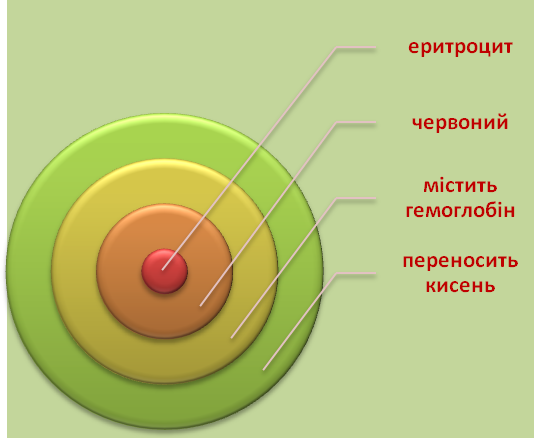 еритроцит
червоний
містить
гемоглобін
переносить
кисень